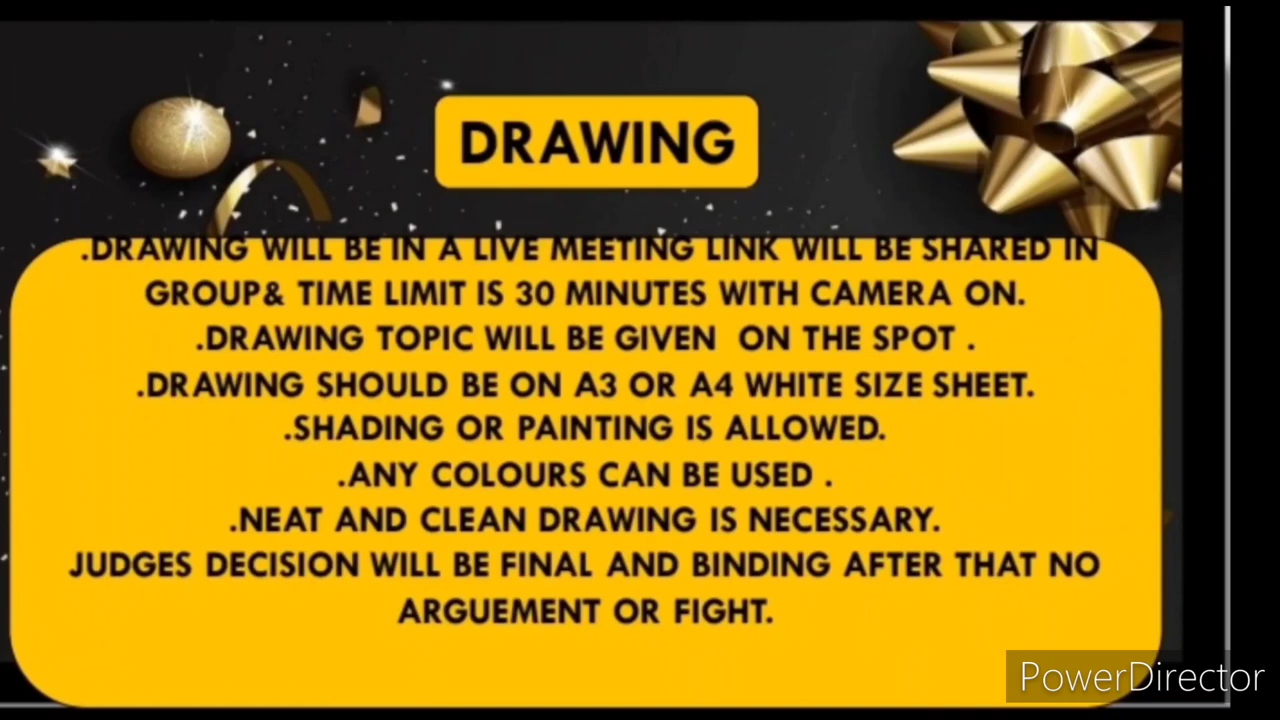 DRAWING
.DRAWING WILL BE IN A LIVE MEETING LINK WILL BE SHARED IN
GROUP& TIME LIMIT IS 30 MINUTES WITH CAMERA ON.
.DRAWING TOPIC WILL BE GIVEN ON THE SPOT .
.DRAWING SHOULD BE ON A3 OR A4 WHITE SIZE SHEET.
.SHADING OR PAINTING IS ALLOWED.
.ANY COLOURS CAN BE USED .
.NEAT AND CLEAN DRAWING IS NECESSARY.
JUDGES DECISION WILL BE FINAL AND BINDING AFTER THAT NO
ARGUEMENT OR FIGHT.
PowerDirector